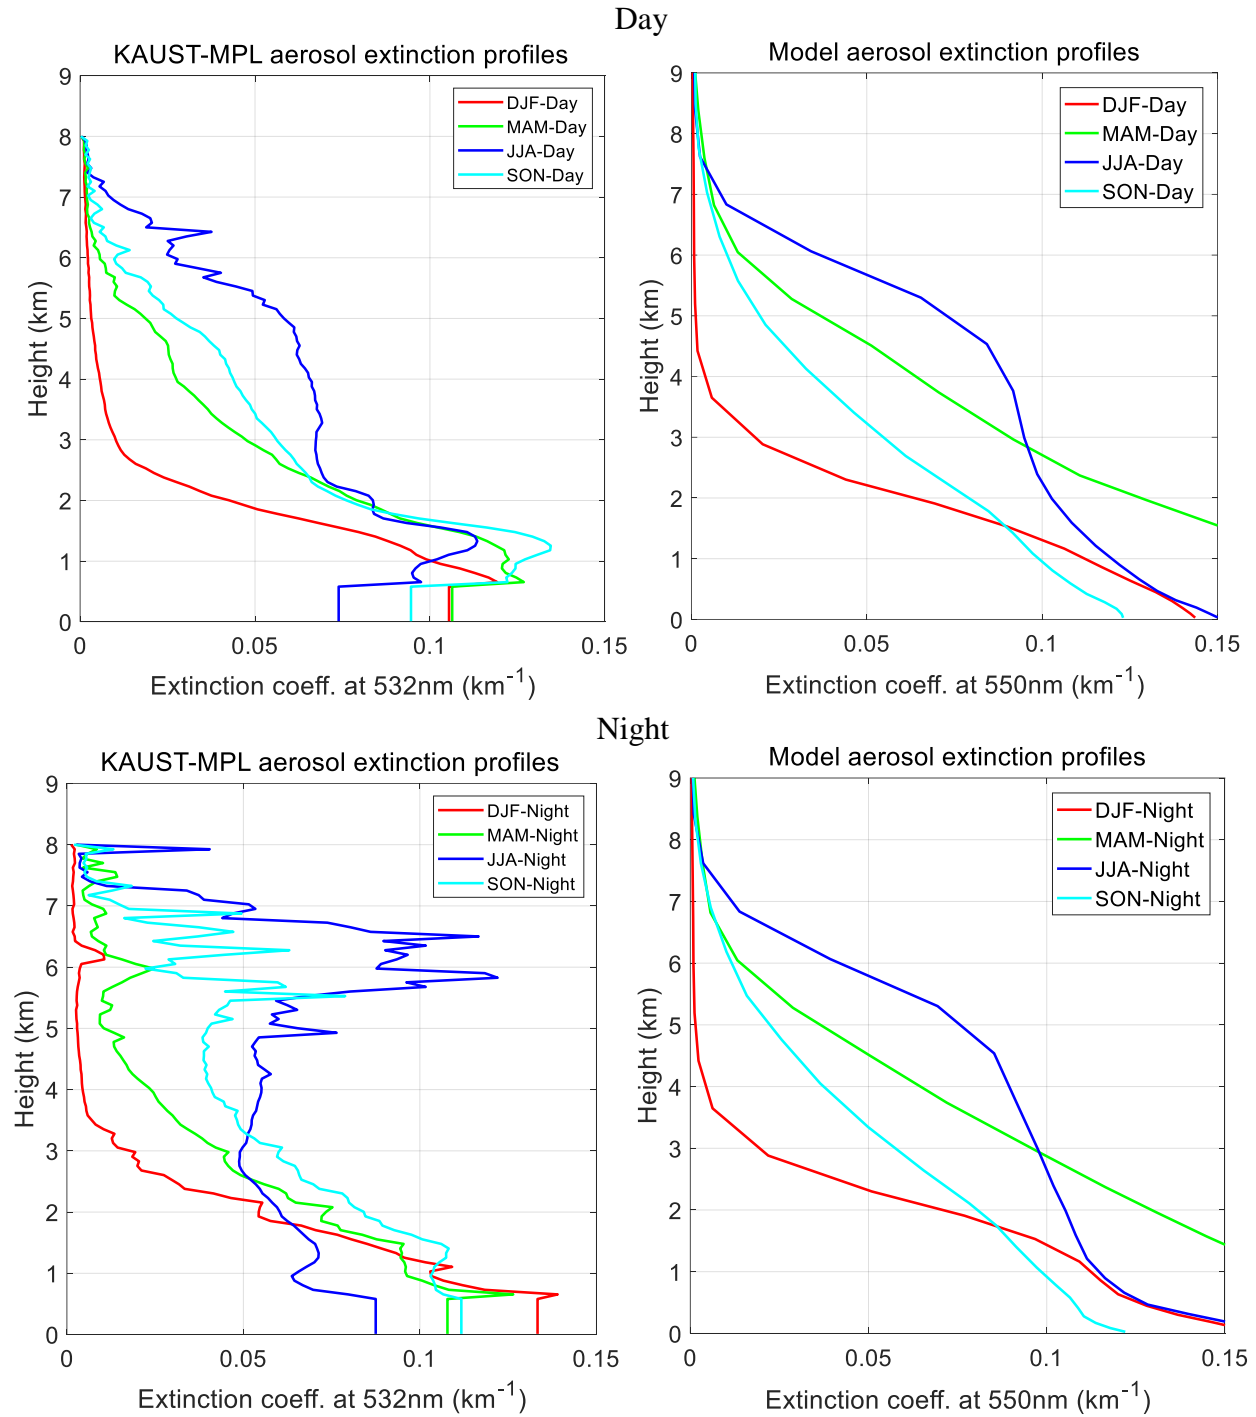 Day
KAUST-MPL aerosol extinction profiles
9
8
7
6
5
4
3
2
1
0
Height (km)
DJF-Day
MAM-Day
JJA-Day
SON-Day
0 0.05 0.1 0.15
Extinction coeff. at 532nm (km-1)
Model aerosol extinction profiles
9
8
7
6
5
4
3
2
1
0
Height (km)
DJF-Day
MAM-Day
JJA-Day
SON-Day
0 0.05 0.1 0.15
Extinction coeff. at 550nm (km-1)
Night
KAUST-MPL aerosol extinction profiles
9
8
7
6
5
4
3
2
1
0
Height (km)
DJF-Night
MAM-Night
JJA-Night
SON-Night
0 0.05 0.1 0.15
Extinction coeff. at 532nm (km-1)
Model aerosol extinction profiles
9
8
7
6
5
4
3
2
1
0
Height (km)
DJF-Night
MAM-Night
JJA-Night
SON-Night
0 0.05 0.1 0.15
Extinction coeff. at 550nm (km-1)